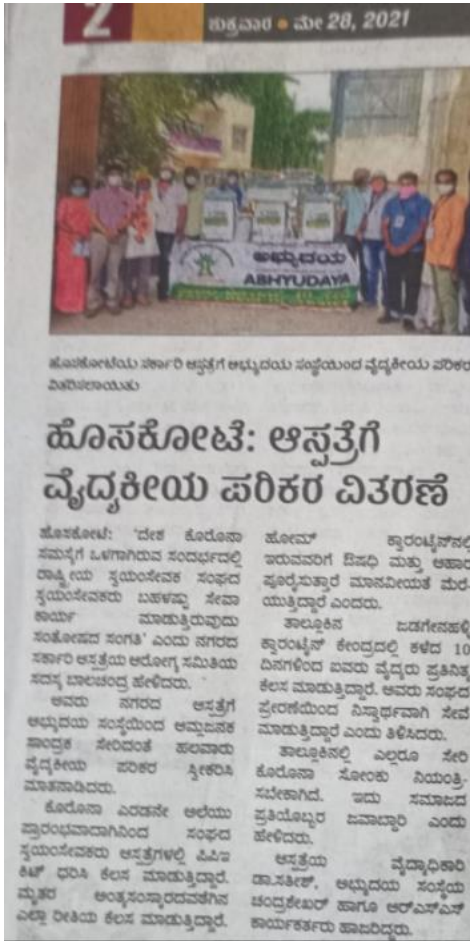 2
ಶುಕ್ರವಾರ • ಮೇ 28, 2021
ಅಭ್ಯುದಯ
ABHYUDAYA
ಹೊಸಕೋಟೆಯ ಸರ್ಕಾರಿ ಆಸ್ಪತ್ರೆಗೆ ಅಭ್ಯುದಯ ಸಂಸ್ಥೆಯಿಂದ ವೈದ್ಯಕೀಯ ಪರಿಕರ
ವಿತರಿಸಲಾಯಿತು
ಹೊಸಕೋಟೆ: ಆಸ್ಪತ್ರೆಗೆ
ವೈದ್ಯಕೀಯ ಪರಿಕರ ವಿತರಣೆ
ಹೊಸಕೋಟೆ: 'ದೇಶ ಕೊರೊನಾ
ಸಮಸ್ಯೆಗೆ ಒಳಗಾಗಿರುವ ಸಂದರ್ಭದಲ್ಲಿ
ರಾಷ್ಟ್ರೀಯ ಸ್ವಯಂಸೇವಕ ಸಂಘದ
ಸ್ವಯಂಸೇವಕರು ಬಹಳಷ್ಟು ಸೇವಾ
ಕಾರ್ಯ ಮಾಡುತ್ತಿರುವುದು
ಸಂತೋಷದ ಸಂಗತಿ' ಎಂದು ನಗರದ
ಸರ್ಕಾರಿ ಆಸ್ಪತ್ರೆಯ ಆರೋಗ್ಯ ಸಮಿತಿಯ
ಸದಸ್ಯ ಬಾಲಚಂದ್ರ ಹೇಳಿದರು.
ಅವರು ನಗರದ ಆಸ್ಪತ್ರೆಗೆ
ಅಭ್ಯುದಯ ಸಂಸ್ಥೆಯಿಂದ ಆಮ್ಲಜನಕ
ಸಾಂದ್ರಕ ಸೇರಿದಂತೆ ಹಲವಾರು
ವೈದ್ಯಕೀಯ ಪರಿಕರ ಸ್ವೀಕರಿಸಿ
ಮಾತನಾಡಿದರು.
ಕೊರೊನಾ ಎರಡನೇ ಅಲೆಯು
ಪ್ರಾರಂಭವಾದಾಗಿನಿಂದ ಸಂಘದ
ಸ್ವಯಂಸೇವಕರು ಆಸ್ಪತ್ರೆಗಳಲ್ಲಿ ಪಿಪಿಇ
ಕಿಟ್ ಧರಿಸಿ ಕೆಲಸ ಮಾಡುತ್ತಿದ್ದಾರೆ.
ಮೃತರ ಅಂತ್ಯಸಂಸ್ಕಾರದವರೆಗಿನ
ಎಲ್ಲಾ ರೀತಿಯ ಕೆಲಸ ಮಾಡುತ್ತಿದ್ದಾರೆ.
ಹೋಮ್ ಕ್ವಾರಂಟೈನ್‌ನಲ್ಲಿ
ಇರುವವರಿಗೆ ಔಷಧಿ ಮತ್ತು ಆಹಾರ
ಪೂರೈಸುತ್ತಾರೆ ಮಾನವೀಯತೆ ಮೆರೆ
ಯುತ್ತಿದ್ದಾರೆ ಎಂದರು.
ತಾಲ್ಲೂಕಿನ ಜಡಗೇನಹಳ್ಳಿ
ಕ್ವಾರಂಟೈನ್ ಕೇಂದ್ರದಲ್ಲಿ ಕಳೆದ 10
ದಿನಗಳಿಂದ ಐವರು ವೈದ್ಯರು ಪ್ರತಿನಿತ್ಯ
ಕೆಲಸ ಮಾಡುತ್ತಿದ್ದಾರೆ. ಅವರು ಸಂಘದ
ಪ್ರೇರಣೆಯಿಂದ ನಿಸ್ವಾರ್ಥವಾಗಿ ಸೇವೆ
ಮಾಡುತ್ತಿದ್ದಾರೆ ಎಂದು ತಿಳಿಸಿದರು.
ತಾಲ್ಲೂಕಿನಲ್ಲಿ ಎಲ್ಲರೂ ಸೇರಿ
ಕೊರೊನಾ ಸೋಂಕು ನಿಯಂತ್ರಿ
ಸಬೇಕಾಗಿದೆ. ಇದು ಸಮಾಜದ
ಪ್ರತಿಯೊಬ್ಬರ ಜವಾಬ್ದಾರಿ ಎಂದು
ಹೇಳಿದರು.
ಆಸ್ಪತ್ರೆಯ ವೈದ್ಯಾಧಿಕಾರಿ
ಡಾ.ಸತೀಶ್, ಅಭ್ಯುದಯ ಸಂಸ್ಥೆಯ
ಚಂದ್ರಶೇಖರ್ ಹಾಗೂ ಆರ್‌ಎಸ್‌ಎಸ್
ಕಾರ್ಯಕರ್ತರು ಹಾಜರಿದ್ದರು.